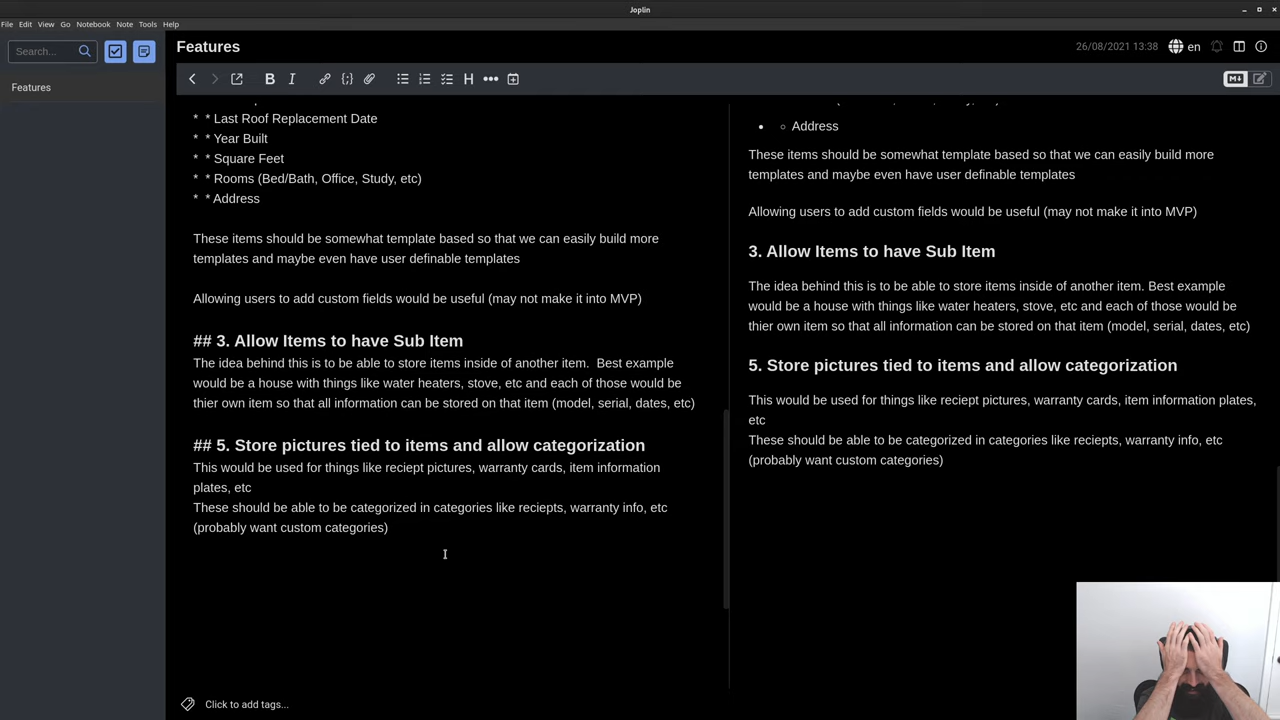 Joplin
File Edit View Go Notebook Note Tools Help
Search...
Features
26/08/2021 13:38
en
Features
B I H
M
* * Last Roof Replacement Date
* * Year Built
* * Square Feet
* * Rooms (Bed/Bath, Office, Study, etc)
* * Address
These items should be somewhat template based so that we can easily build more
templates and maybe even have user definable templates
Allowing users to add custom fields would be useful (may not make it into MVP)
## 3. Allow Items to have Sub Item
The idea behind this is to be able to store items inside of another item.  Best example
would be a house with things like water heaters, stove, etc and each of those would be
thier own item so that all information can be stored on that item (model, serial, dates, etc)
## 5. Store pictures tied to items and allow categorization
This would be used for things like reciept pictures, warranty cards, item information
plates, etc
These should be able to be categorized in categories like reciepts, warranty info, etc
(probably want custom categories)
Address
These items should be somewhat template based so that we can easily build more
templates and maybe even have user definable templates
Allowing users to add custom fields would be useful (may not make it into MVP)
3. Allow Items to have Sub Item
The idea behind this is to be able to store items inside of another item. Best example
would be a house with things like water heaters, stove, etc and each of those would be
thier own item so that all information can be stored on that item (model, serial, dates, etc)
5. Store pictures tied to items and allow categorization
This would be used for things like reciept pictures, warranty cards, item information plates,
etc
These should be able to be categorized in categories like reciepts, warranty info, etc
(probably want custom categories)
Click to add tags...